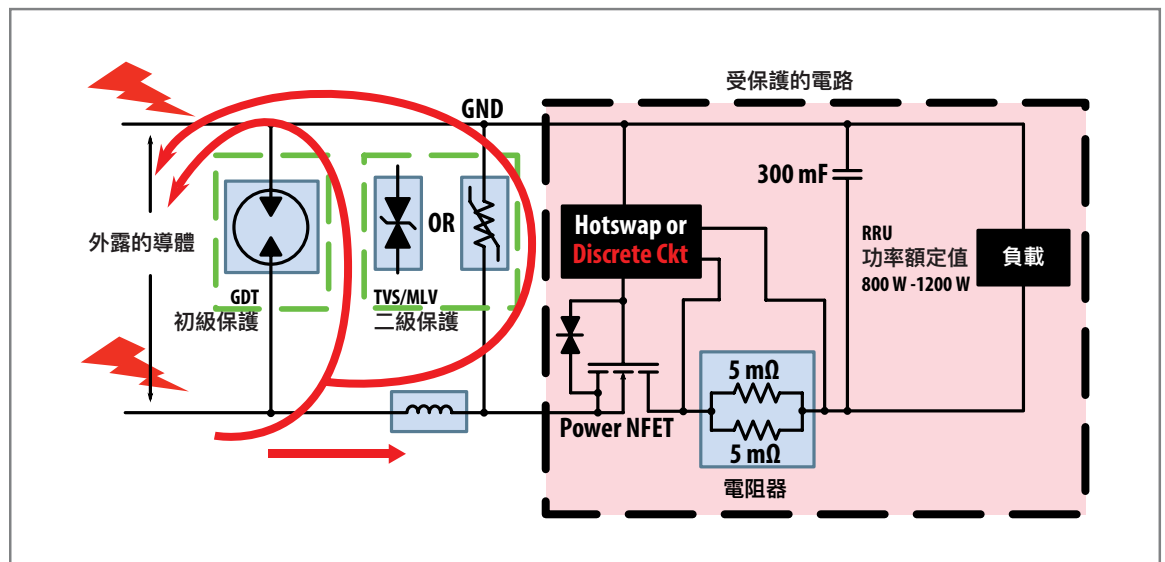 受保護的電路
GND
300 mF
外露的導體
OR
Hotswap or
Discrete Ckt
RRU
功率額定值
800 W -1200 W
負載
GDT
初級保護
TVS/MLV
二級保護
5 mΩ
Power NFET
5 mΩ
電阻器